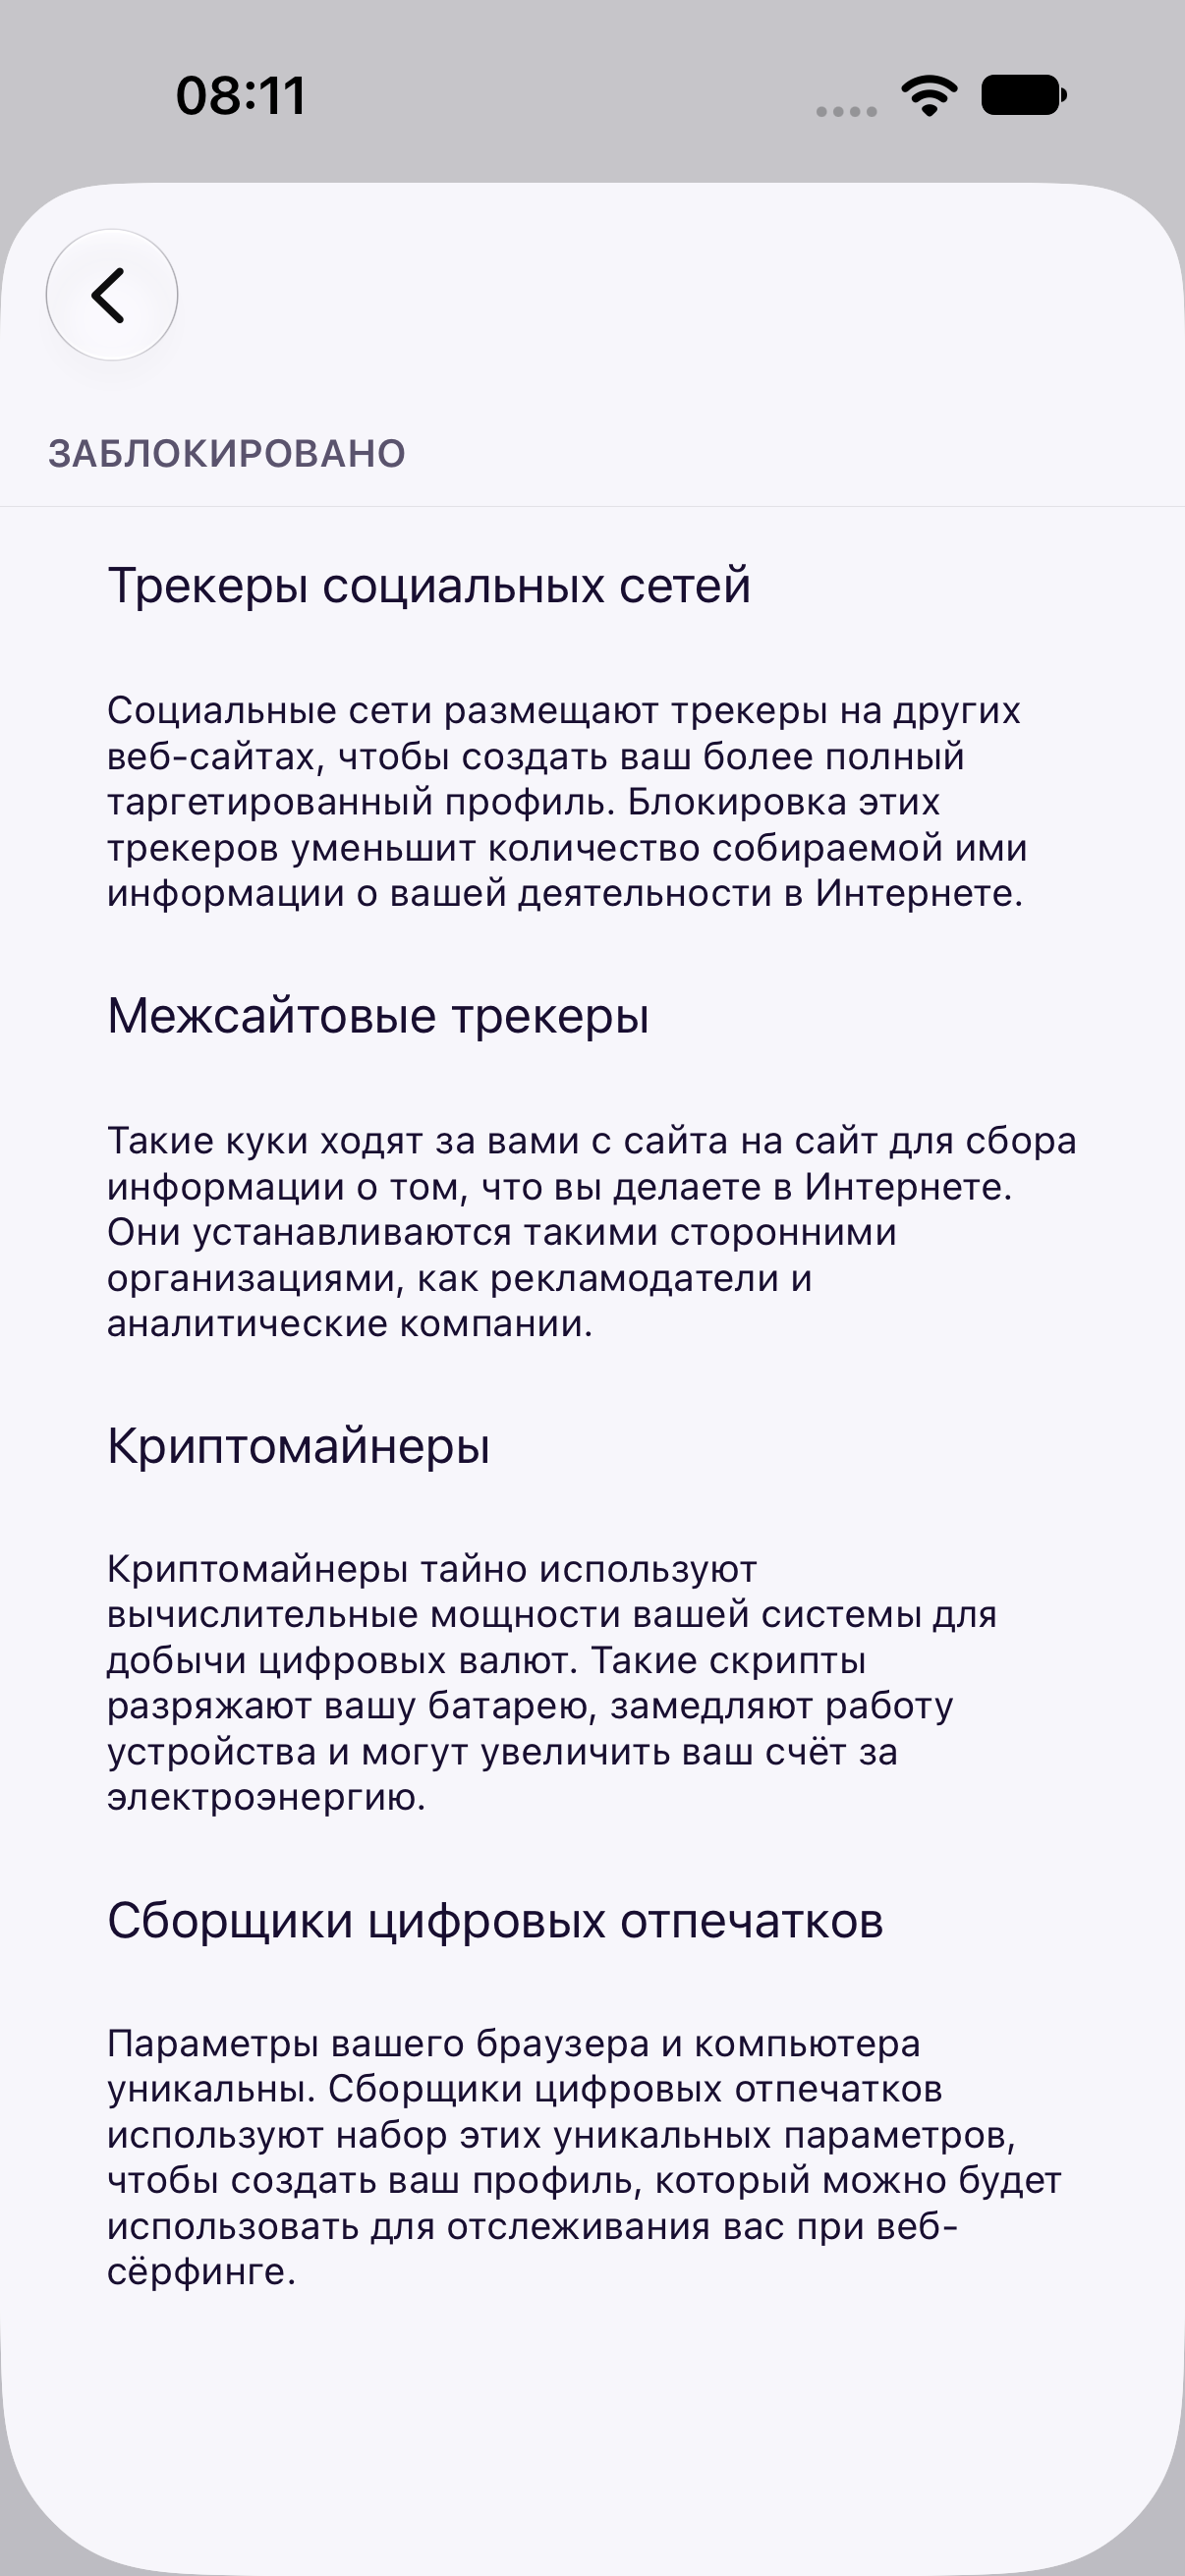 08:11
ЗАБЛОКИРОВАНО
Трекеры социальных сетей
Социальные сети размещают трекеры на других
веб-сайтах, чтобы создать ваш более полный
таргетированный профиль. Блокировка этих
трекеров уменьшит количество собираемой ими
информации о вашей деятельности в Интернете.
Межсайтовые трекеры
Такие куки ходят за вами с сайта на сайт для сбора
информации о том, что вы делаете в Интернете.
Они устанавливаются такими сторонними
организациями, как рекламодатели и
аналитические компании.
Криптомайнеры
Криптомайнеры тайно используют
вычислительные мощности вашей системы для
добычи цифровых валют. Такие скрипты
разряжают вашу батарею, замедляют работу
устройства и могут увеличить ваш счёт за
электроэнергию.
Сборщики цифровых отпечатков
Параметры вашего браузера и компьютера
уникальны. Сборщики цифровых отпечатков
используют набор этих уникальных параметров,
чтобы создать ваш профиль, который можно будет
использовать для отслеживания вас при веб-
сёрфинге.